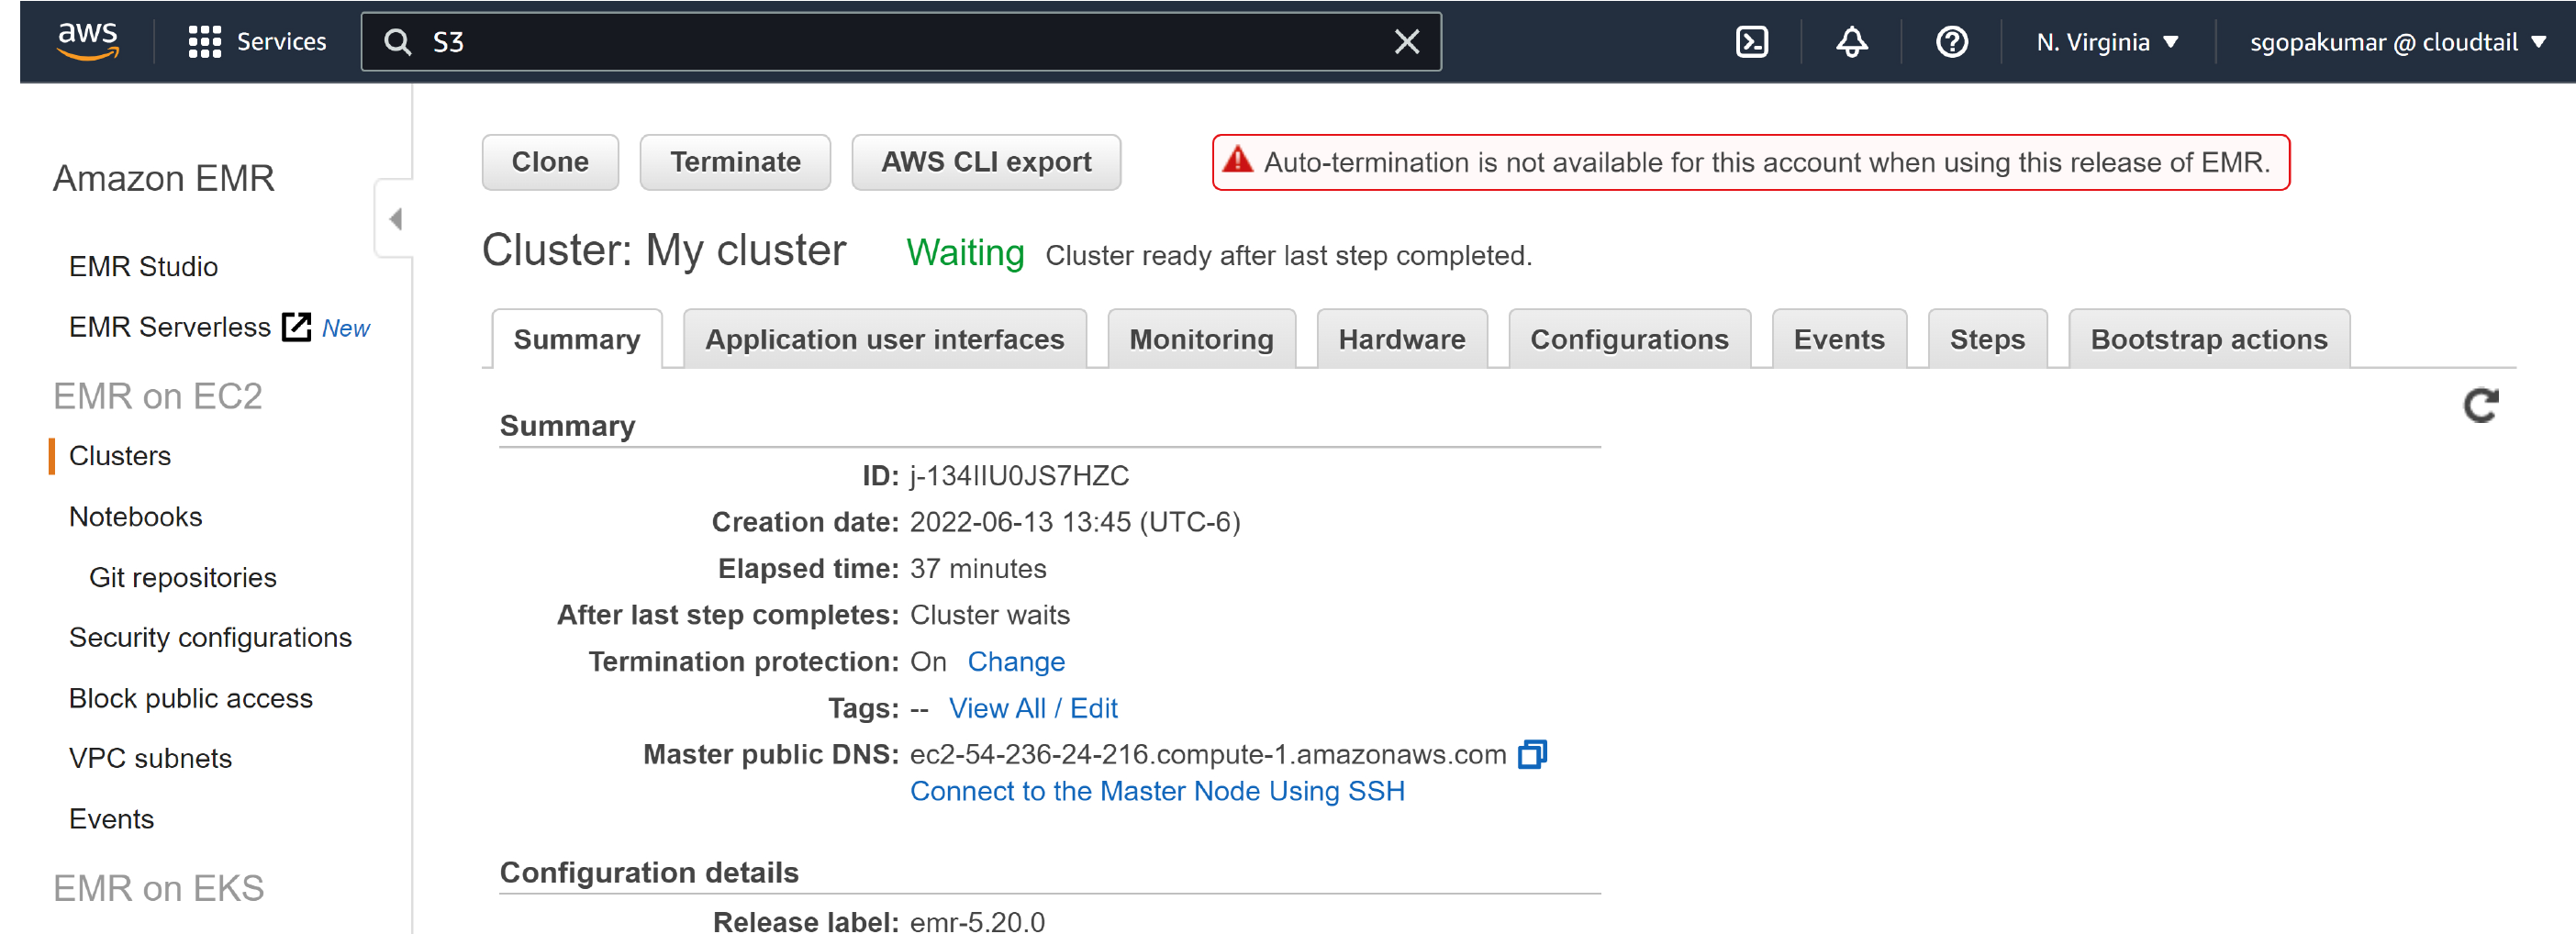 aws Services S3 N. Virginia ▼ sgopakumar @ cloudtail ▼
Amazon EMR
EMR Studio
EMR Serverless New
EMR on EC2
Clusters
Notebooks
Git repositories
Security configurations
Block public access
VPC subnets
Events
EMR on EKS
Clone Terminate AWS CLI export Auto-termination is not available for this account when using this release of EMR.
Cluster: My cluster Waiting Cluster ready after last step completed.
Summary Application user interfaces Monitoring Hardware Configurations Events Steps Bootstrap actions
Summary
ID: j-134IIU0JS7HZC
Creation date: 2022-06-13 13:45 (UTC-6)
Elapsed time: 37 minutes
After last step completes: Cluster waits
Termination protection: On Change
Tags: -- View All / Edit
Master public DNS: ec2-54-236-24-216.compute-1.amazonaws.com
Connect to the Master Node Using SSH
Configuration details
Release label: emr-5.20.0